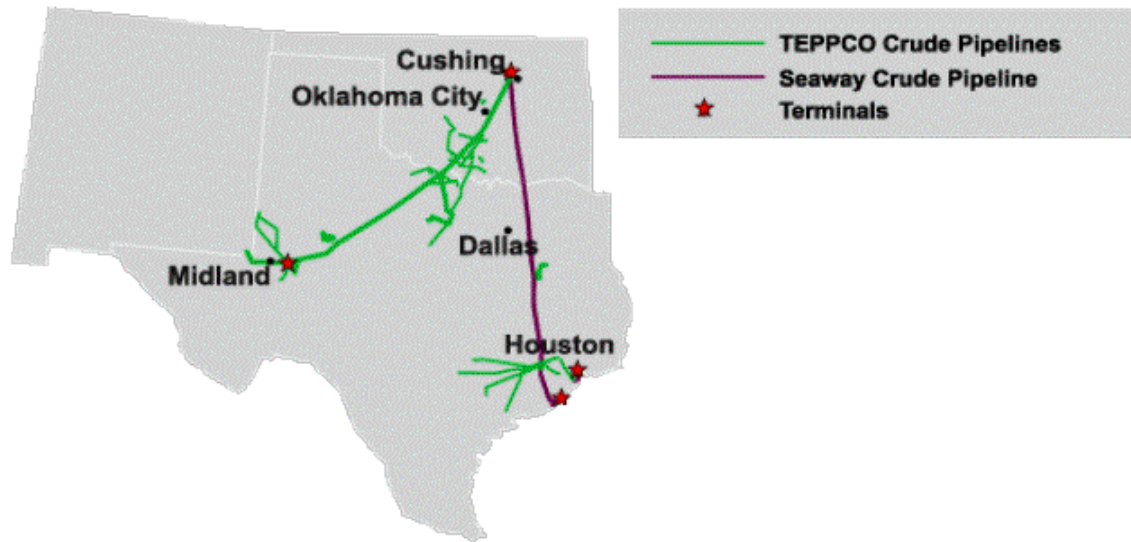 Cushing
Oklahoma City
Dallas
Midland
Houston
TEPPCO Crude Pipelines
Seaway Crude Pipeline
Terminals